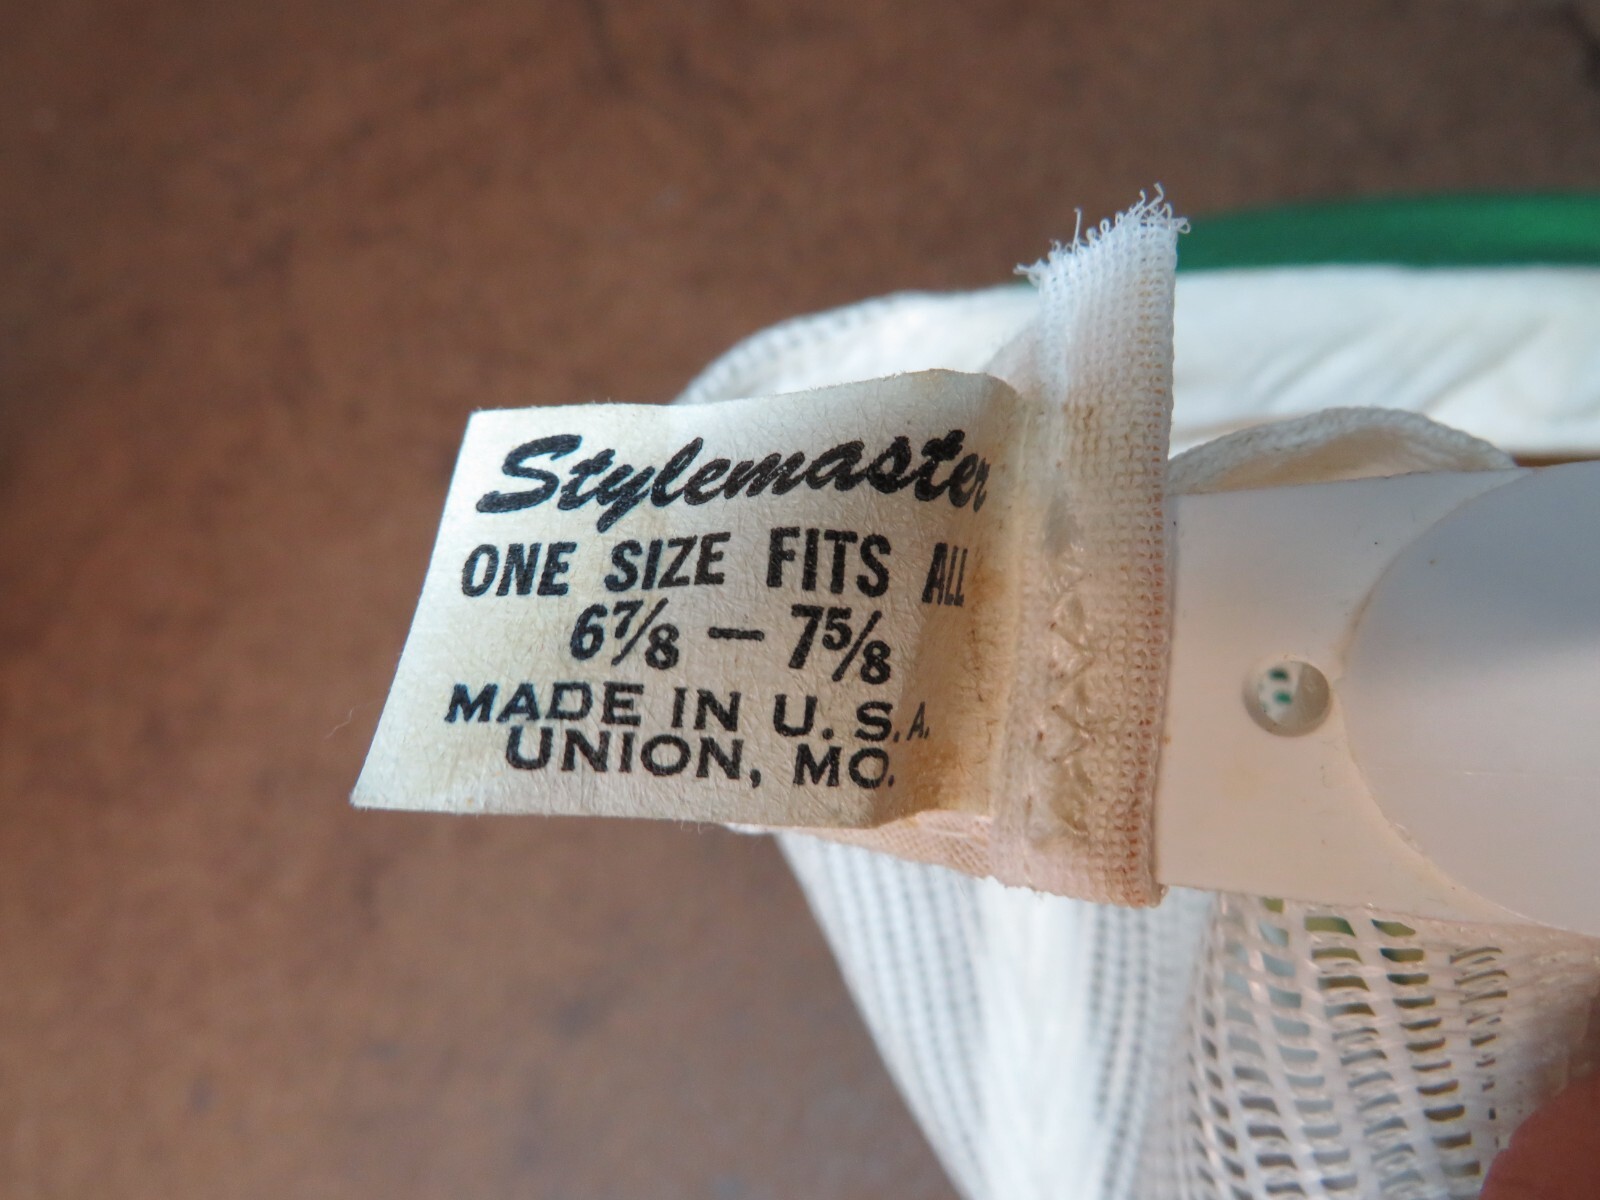 Stylemaster
ONE SIZE FITS ALL
6⅞ — 7⅝
MADE IN U.S.A.
UNION, MO.